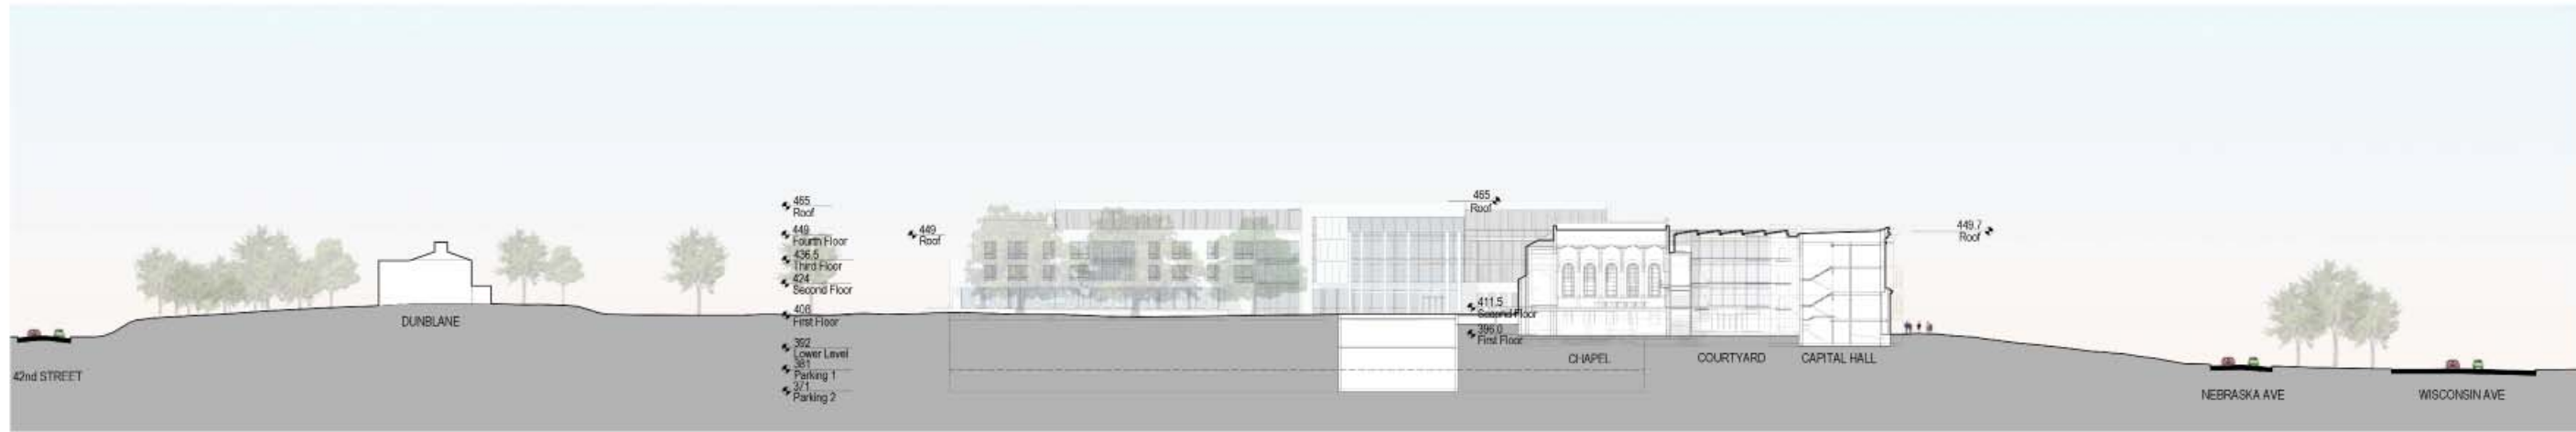 465
Roof
449
Fourth Floor
436.5
Third Floor
424
Second Floor
408
First Floor
392
Lower Level
381
Parking 1
371
Parking 2
449
Roof
465
Roof
411.5
Second Floor
396.0
First Floor
449.7
Roof
42nd STREET
DUNBLANE
CHAPEL
COURTYARD
CAPITAL HALL
NEBRASKA AVE
WISCONSIN AVE